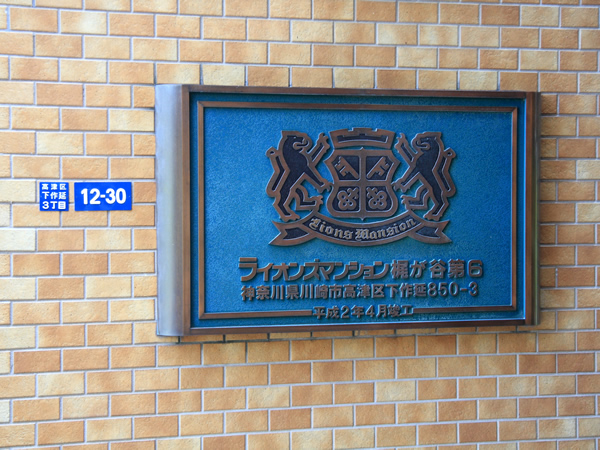 高津区
下作延
3丁目
12-30
Lions Mansion
ライオンズマンション梶が谷第6
神奈川県川崎市高津区下作延850-3
平成2年4月竣工